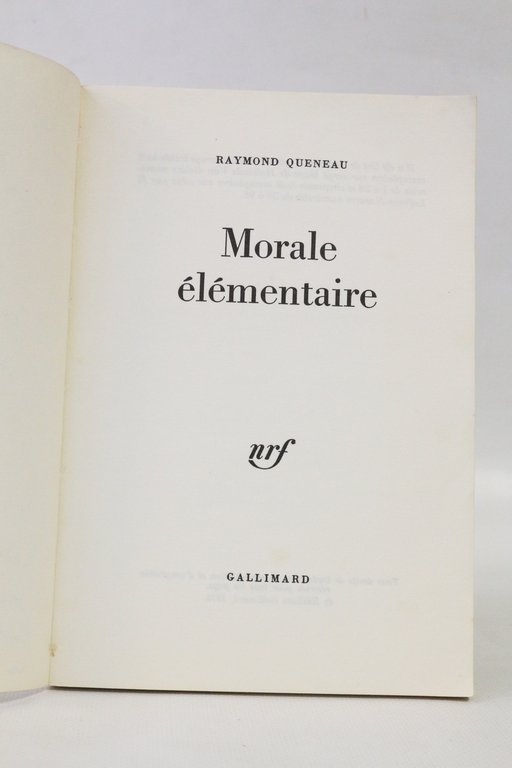 RAYMOND QUENEAU
Morale
élémentaire
nrf
GALLIMARD